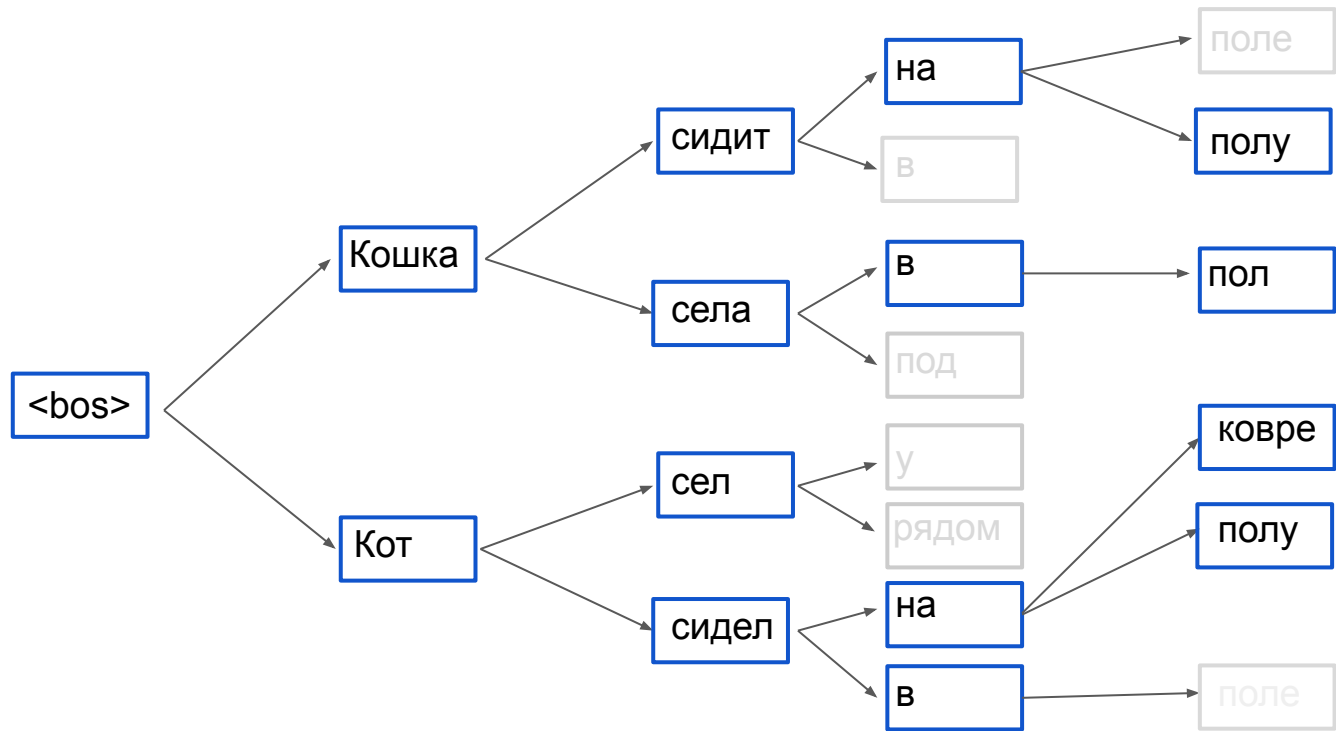 <bos>
Кошка
Кот
сидит
села
сел
сидел
на
в
в
под
у
рядом
на
в
поле
полу
пол
ковре
полу
поле